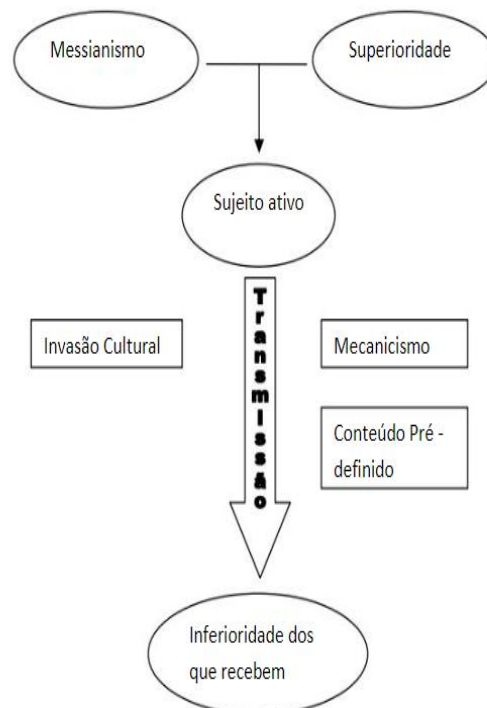 Messianismo
Superioridade
Sujeito ativo
Transmissão
Invasão Cultural
Mecanicismo
Conteúdo Pré -
definido
Inferioridade dos
que recebem